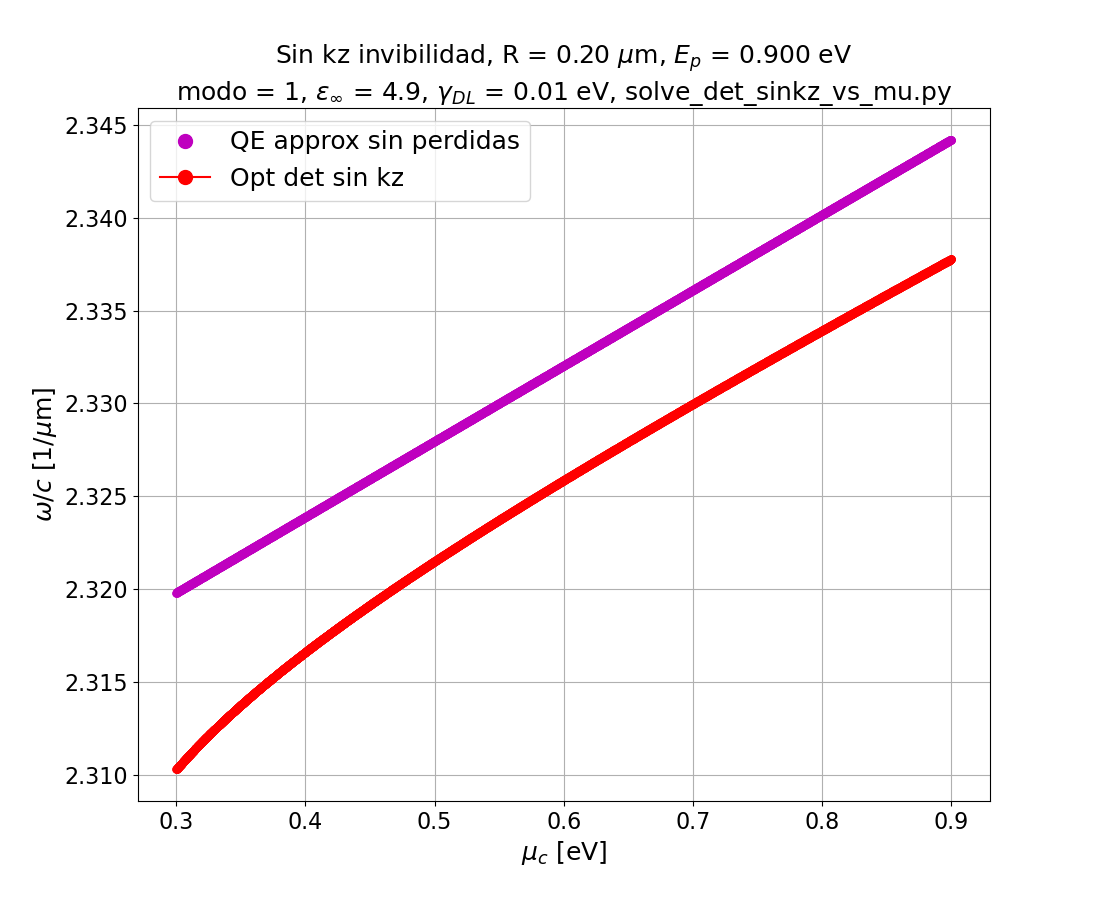 Sin kz invibilidad, R = 0.20 μm, E_p = 0.900 eV
modo = 1, ε_∞ = 4.9, γ_DL = 0.01 eV, solve_det_sinkz_vs_mu.py
QE approx sin perdidas
Opt det sin kz
2.345
2.340
2.335
2.330
2.325
2.320
2.315
2.310
ω/c [1/μm]
0.3 0.4 0.5 0.6 0.7 0.8 0.9
μ_c [eV]